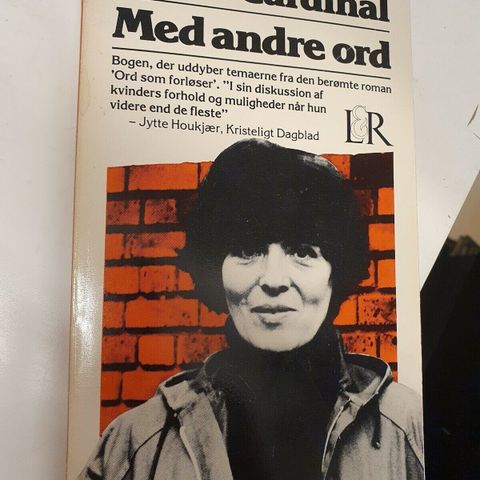 Cardinal
Med andre ord
Bogen, der uddyber temaerne fra den berømte roman
'Ord som forløser'. "I sin diskussion af
kvinders forhold og muligheder når hun
videre end de fleste"
– Jytte Houkjær, Kristeligt Dagblad
L&R